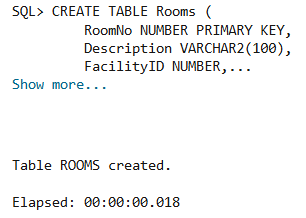 SQL> CREATE TABLE Rooms (
RoomNo NUMBER PRIMARY KEY,
Description VARCHAR2(100),
FacilityID NUMBER,...
Show more...
Table ROOMS created.
Elapsed: 00:00:00.018